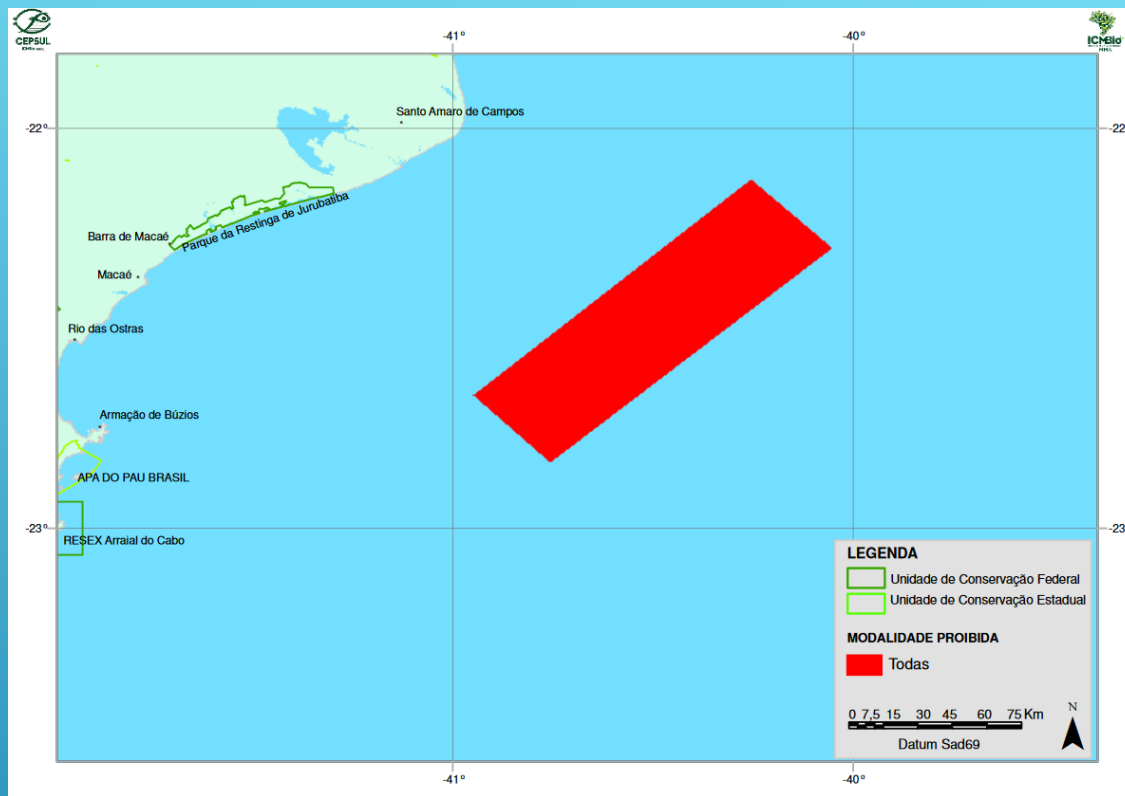 CEPSUL
ICMBio
MMA
-41°
-40°
-22°
-22
Santo Amaro de Campos
Parque da Restinga de Jurubatiba
Barra de Macaé
Macaé
Rio das Ostras
Armação de Búzios
APA DO PAU BRASIL
-23°
-23
RESEX Arraial do Cabo
LEGENDA
Unidade de Conservação Federal
Unidade de Conservação Estadual
MODALIDADE PROIBIDA
Todas
0 7,5 15 30 45 60 75 Km
N
Datum Sad69
-41°
-40°